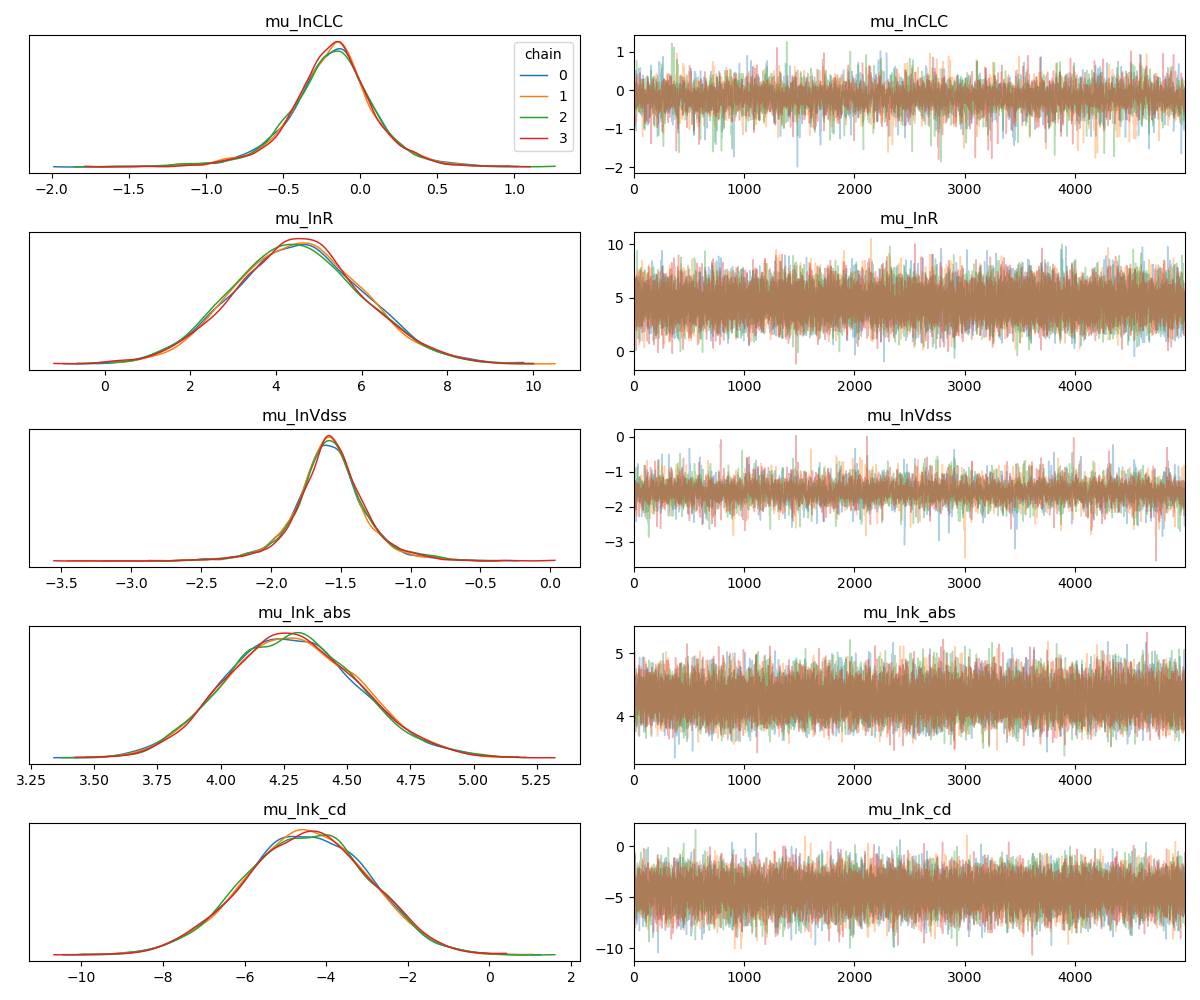 mu_lnCLC
mu_lnCLC
chain
0
1
2
3
1
0
−1
−2
−2.0 −1.5 −1.0 −0.5 0.0 0.5 1.0
0 1000 2000 3000 4000
mu_lnR
mu_lnR
10
5
0
0 2 4 6 8 10
0 1000 2000 3000 4000
mu_lnVdss
mu_lnVdss
0
−1
−2
−3
−3.5 −3.0 −2.5 −2.0 −1.5 −1.0 −0.5 0.0
0 1000 2000 3000 4000
mu_lnk_abs
mu_lnk_abs
5
4
3.25 3.50 3.75 4.00 4.25 4.50 4.75 5.00 5.25
0 1000 2000 3000 4000
mu_lnk_cd
mu_lnk_cd
0
−5
−10
−10 −8 −6 −4 −2 0 2
0 1000 2000 3000 4000